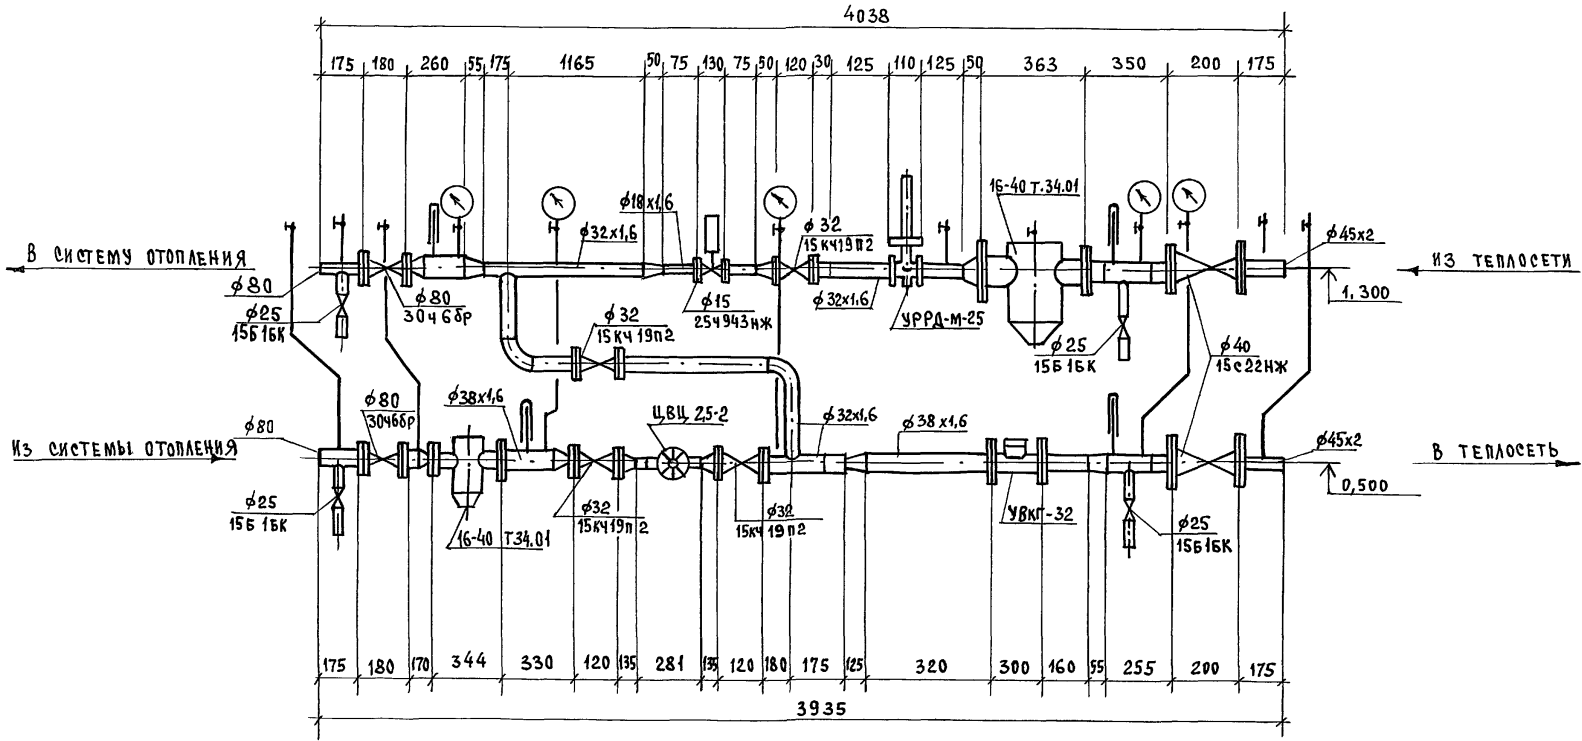 4038
175 180 260 55 175 1165 50 75 130 75 50 120 30 125 110 125 50 363 350 200 175
16-40 Т.34.01
ф18х1,6
ф32х1,6
ф 32
15кч19п2
ф45х2
В СИСТЕМУ ОТОПЛЕНИЯ
ИЗ ТЕПЛОСЕТИ
ф80
ф80
30ч6бр
ф15
25ч943нж
ф32х1,6
1,300
ф25
15Б1БК
ф32
15кч19п2
УРРД-М-25
ф25
15Б1БК
ф40
15с22нж
ф80
30ч6бр
ф38х1,6
ЦВЦ 2,5-2
ф32х1,6
ф38х1,6
ф80
ф45х2
ИЗ СИСТЕМЫ ОТОПЛЕНИЯ
В ТЕПЛОСЕТЬ
0,500
ф25
15Б1БК
16-40 Т34.01
ф32
15кч19п2
ф32
15кч19п2
УВКГ-32
ф25
15Б1БК
175 180 170 344 330 120 135 281 135 120 180 175 125 320 300 160 55 255 200 175
3935